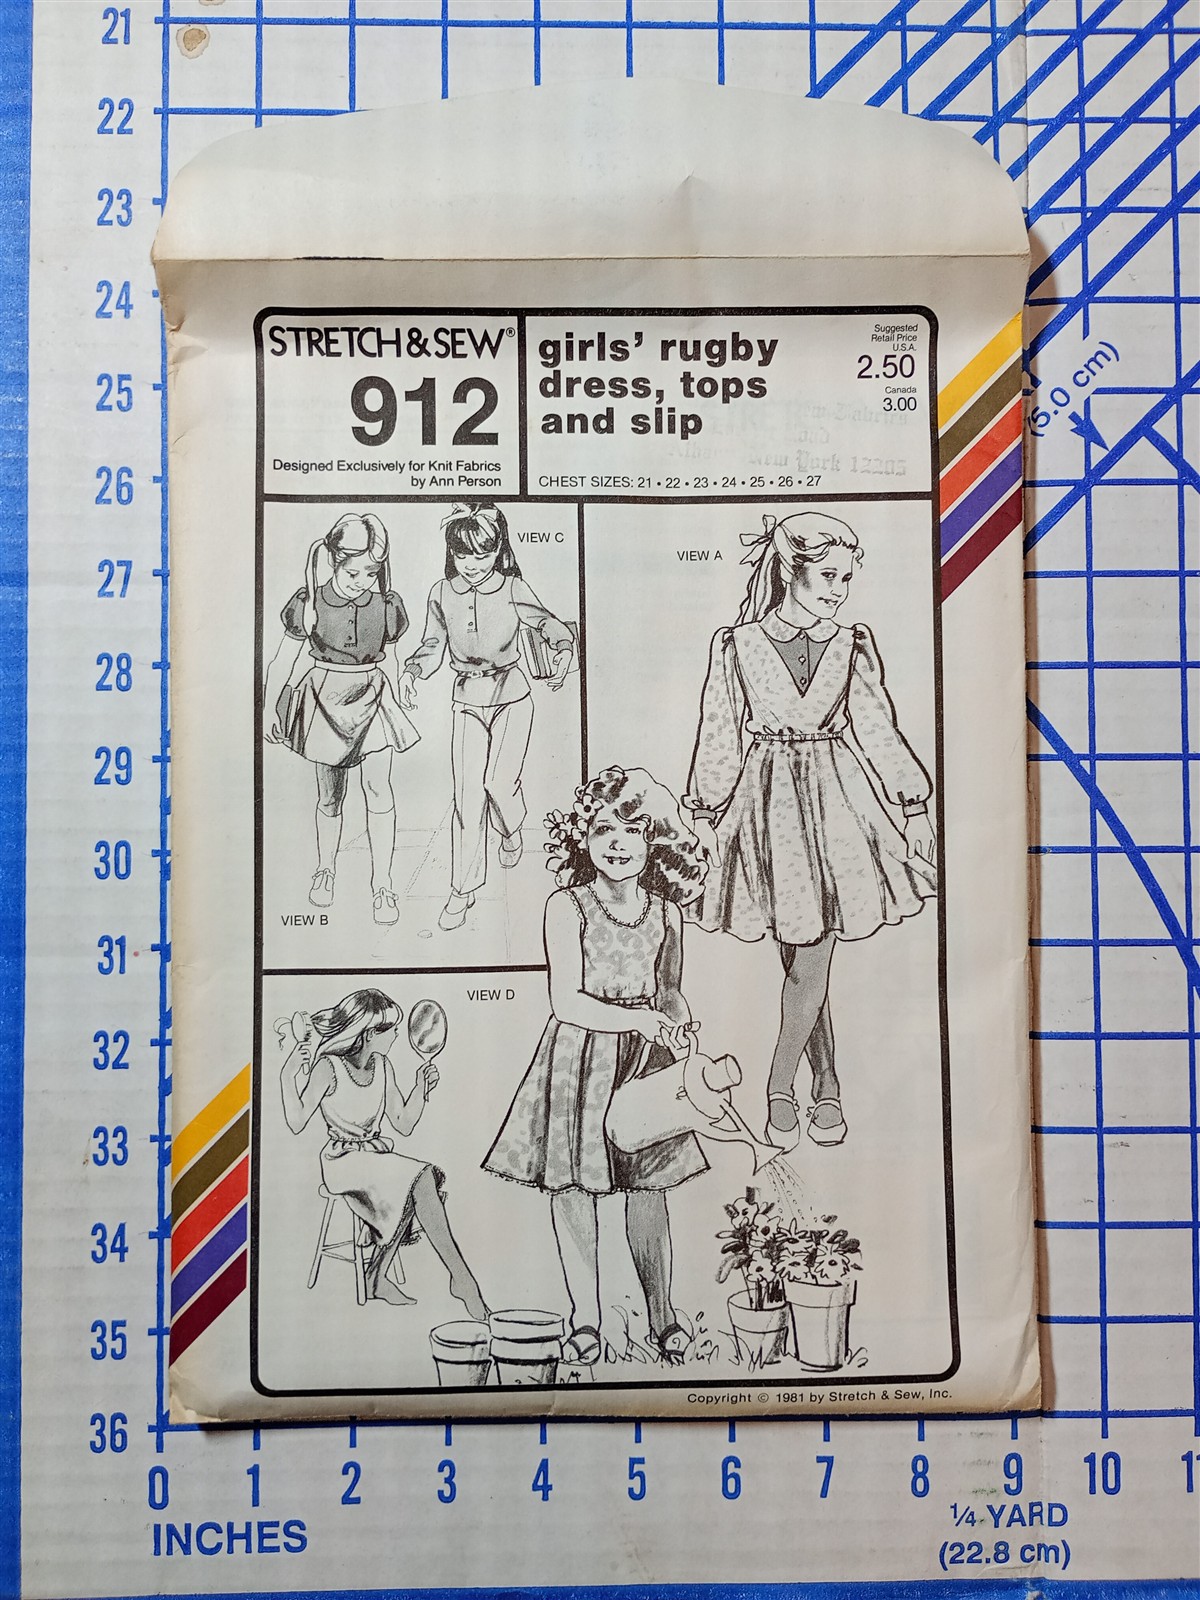 21
22
23
24
25
26
27
28
29
30
31
32
33
34
35
36
STRETCH & SEW®
912
Designed Exclusively for Knit Fabrics
by Ann Person
girls' rugby
dress, tops
and slip
CHEST SIZES: 21 • 22 • 23 • 24 • 25 • 26 • 27
Suggested
Retail Price
U.S.A.
2.50
Canada
3.00
New York 12205
(5.0 cm)
VIEW C
VIEW A
VIEW B
VIEW D
Copyright © 1981 by Stretch & Sew, Inc.
0 1 2 3 4 5 6 7 8 9 10
INCHES
1/4 YARD
(22.8 cm)